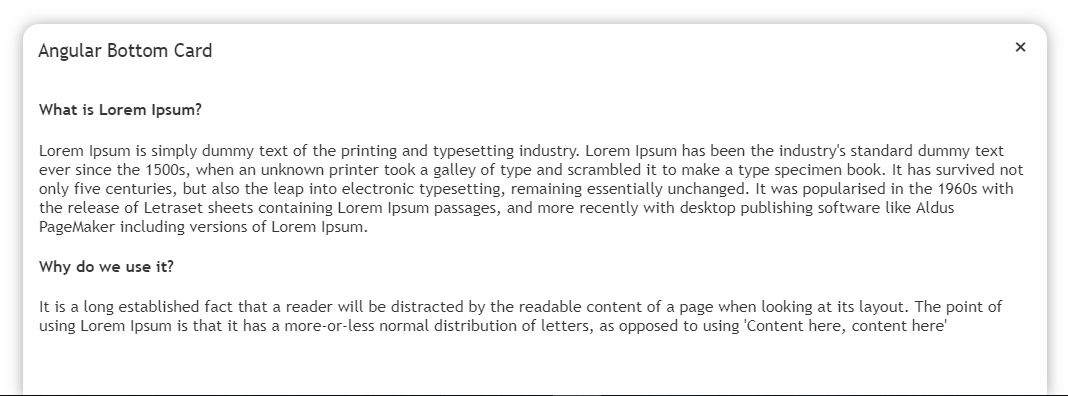 Angular Bottom Card ×
What is Lorem Ipsum?
Lorem Ipsum is simply dummy text of the printing and typesetting industry. Lorem Ipsum has been the industry's standard dummy text
ever since the 1500s, when an unknown printer took a galley of type and scrambled it to make a type specimen book. It has survived not
only five centuries, but also the leap into electronic typesetting, remaining essentially unchanged. It was popularised in the 1960s with
the release of Letraset sheets containing Lorem Ipsum passages, and more recently with desktop publishing software like Aldus
PageMaker including versions of Lorem Ipsum.
Why do we use it?
It is a long established fact that a reader will be distracted by the readable content of a page when looking at its layout. The point of
using Lorem Ipsum is that it has a more-or-less normal distribution of letters, as opposed to using 'Content here, content here'